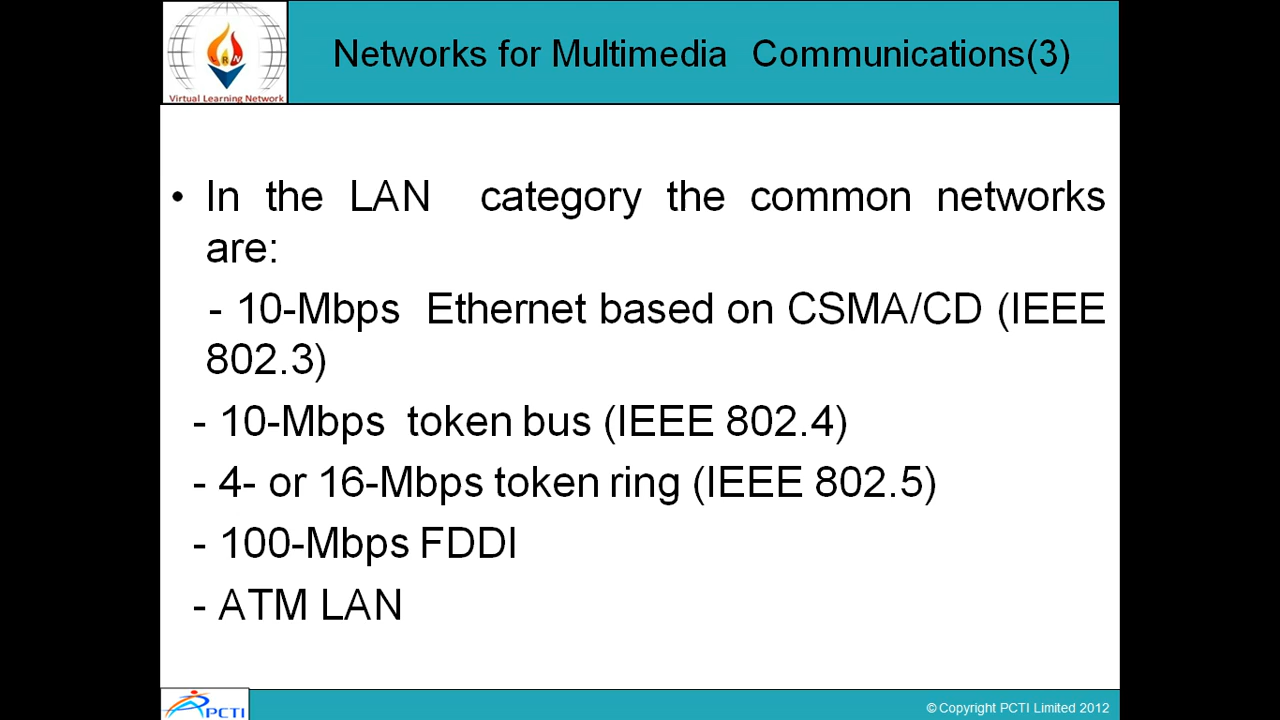 Networks for Multimedia Communications(3)
Virtual Learning Network
• In the LAN category the common networks
are:
- 10-Mbps Ethernet based on CSMA/CD (IEEE
802.3)
- 10-Mbps token bus (IEEE 802.4)
- 4- or 16-Mbps token ring (IEEE 802.5)
- 100-Mbps FDDI
- ATM LAN
PCTI
© Copyright PCTI Limited 2012